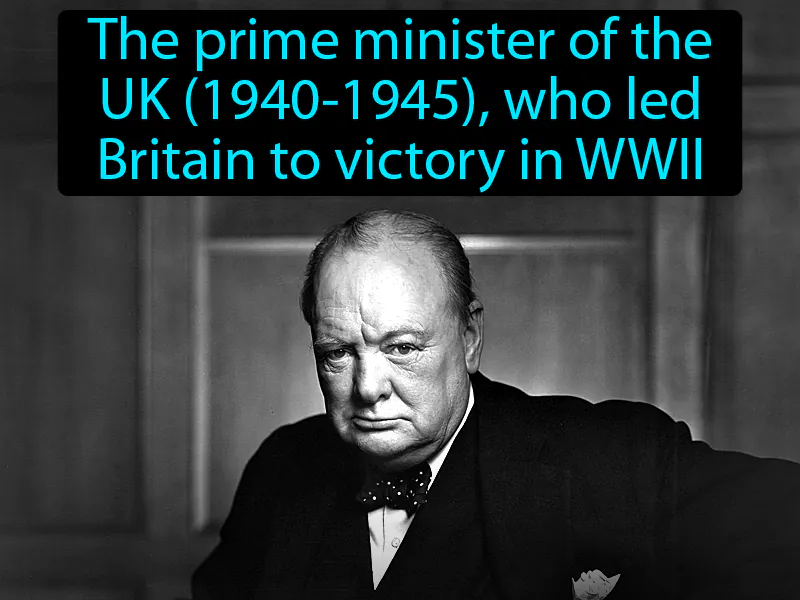 The prime minister of the
UK (1940-1945), who led
Britain to victory in WWII